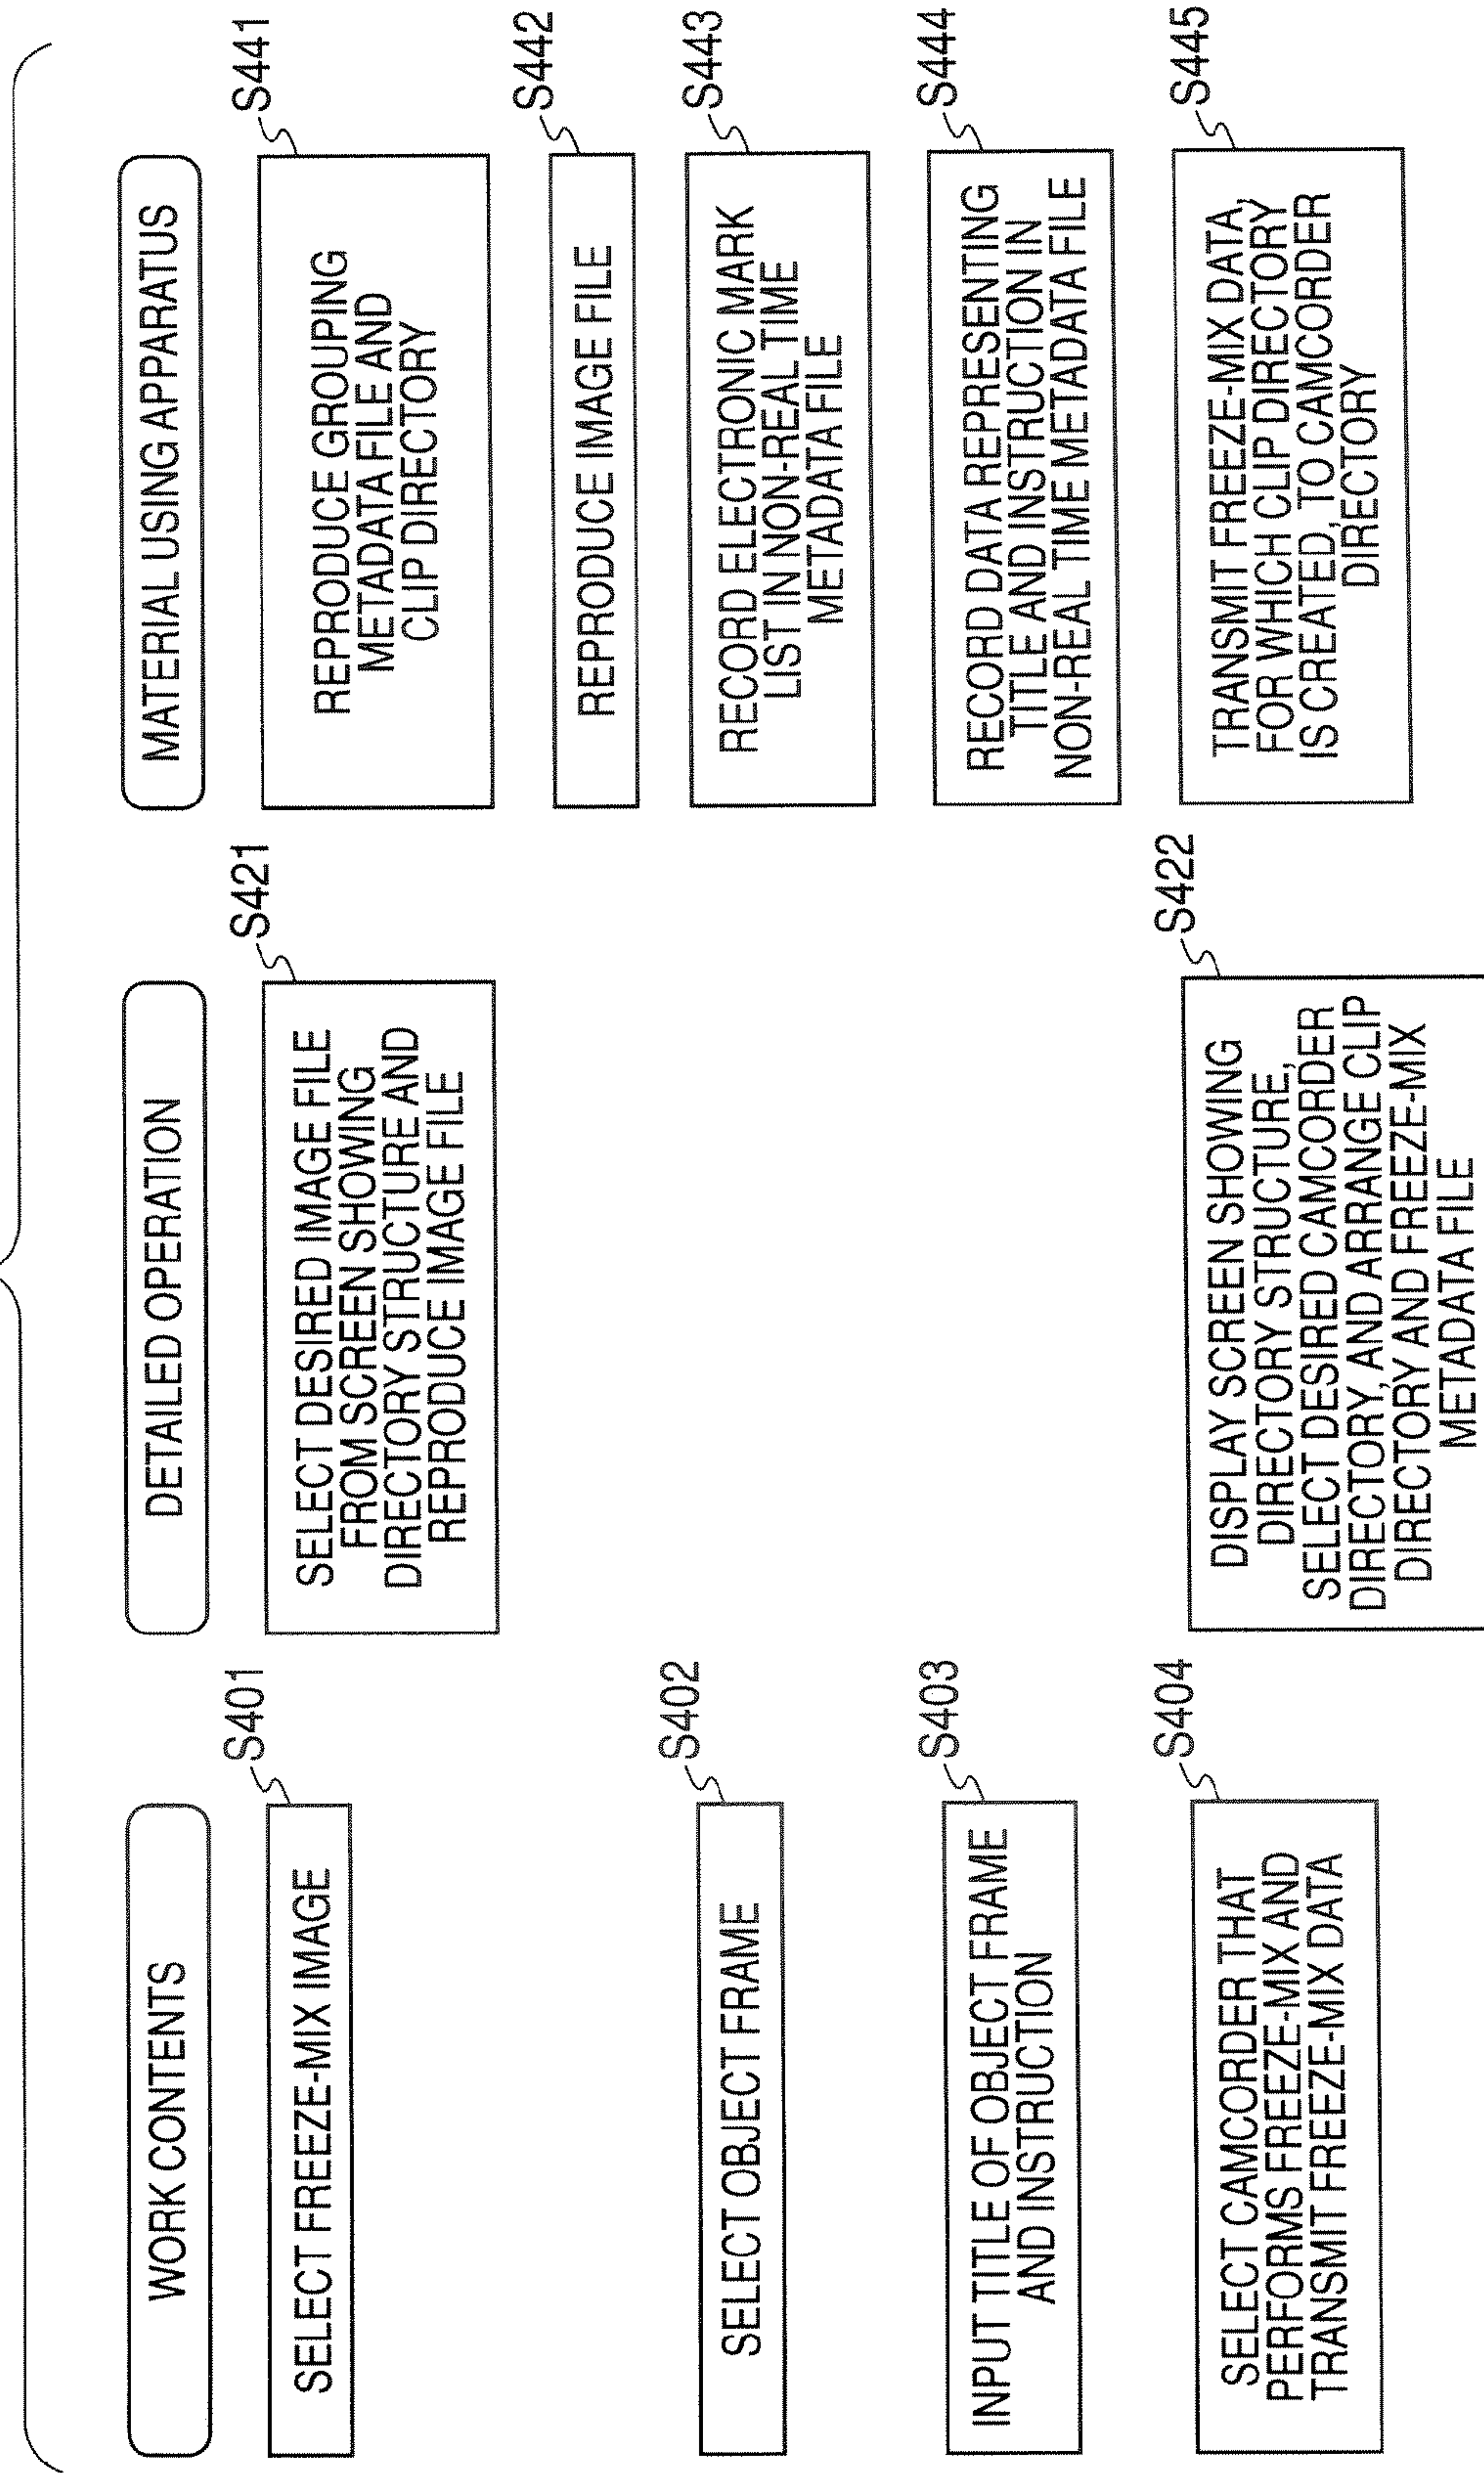 WORK CONTENTS
S401
SELECT FREEZE-MIX IMAGE
S402
SELECT OBJECT FRAME
S403
INPUT TITLE OF OBJECT FRAME
AND INSTRUCTION
S404
SELECT CAMCORDER THAT
PERFORMS FREEZE-MIX AND
TRANSMIT FREEZE-MIX DATA
DETAILED OPERATION
S421
SELECT DESIRED IMAGE FILE
FROM SCREEN SHOWING
DIRECTORY STRUCTURE AND
REPRODUCE IMAGE FILE
S422
DISPLAY SCREEN SHOWING
DIRECTORY STRUCTURE,
SELECT DESIRED CAMCORDER
DIRECTORY, AND ARRANGE CLIP
DIRECTORY AND FREEZE-MIX
METADATA FILE
MATERIAL USING APPARATUS
S441
REPRODUCE GROUPING
METADATA FILE AND
CLIP DIRECTORY
S442
REPRODUCE IMAGE FILE
S443
RECORD ELECTRONIC MARK
LIST IN NON-REAL TIME
METADATA FILE
S444
RECORD DATA REPRESENTING
TITLE AND INSTRUCTION IN
NON-REAL TIME METADATA FILE
S445
TRANSMIT FREEZE-MIX DATA,
FOR WHICH CLIP DIRECTORY
IS CREATED, TO CAMCORDER
DIRECTORY